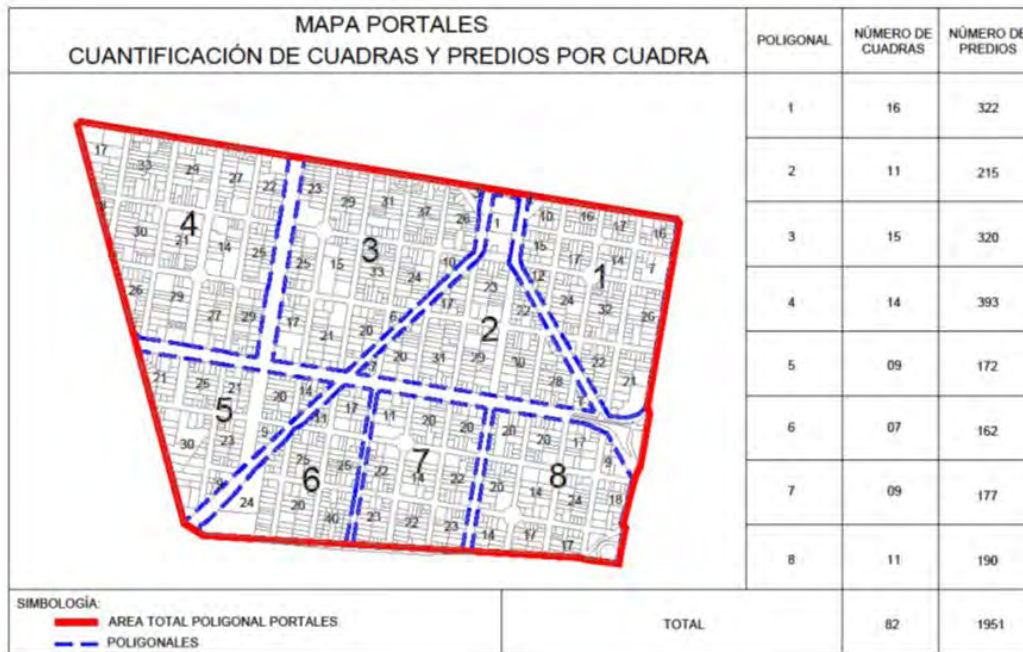 MAPA PORTALES
CUANTIFICACIÓN DE CUADRAS Y PREDIOS POR CUADRA
POLIGONAL NÚMERO DE CUADRAS NÚMERO DE PREDIOS
1 16 322
2 11 215
3 15 320
4 14 393
5 09 172
6 07 162
7 09 177
8 11 190
17 33 29 27 22 23 29 31 37 26 1 10 16 17 16
30 21 4 14 25 25 15 3 33 24 10 15 17 14 7
26 29 27 29 17 21 20 6 17 23 22 12 24 1 32 26
20 31 2 29 30 28 22 21
21 26 21 20 14 17 11 20 20 20 20 17 9
5 30 23 9 11 25 6 25 22 7 14 22 20 14 8 24 18
9 24 20 40 23 22 23 14 17 17
SIMBOLOGÍA:
AREA TOTAL POLIGONAL PORTALES
POLIGONALES
TOTAL 82 1951